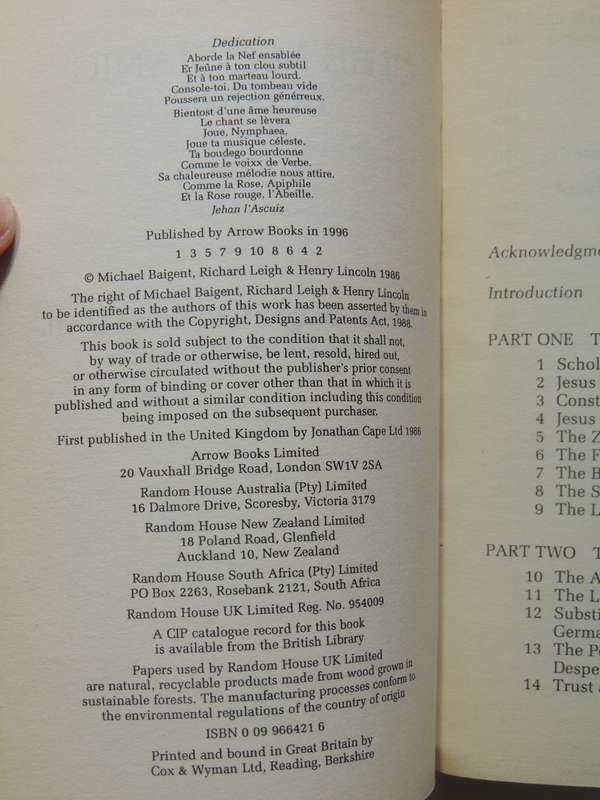 Dedication
Aborde la Nef ensablée
Er Jeûne à ton clou subtil
Et à ton marteau lourd.
Console-toi. Du tombeau vide
Poussera un rejection générreux.
Bientost d'une âme heureuse
Le chant se lèvera
Joue, Nymphaea,
Joue ta musique céleste.
Ta boudego bourdonne
Comme le voixx de Verbe.
Sa chaleureuse mélodie nous attire.
Comme la Rose, Apiphile
Et la Rose rouge, l'Abeille.
Jehan l'Ascuiz
Published by Arrow Books in 1996
1 3 5 7 9 10 8 6 4 2
© Michael Baigent, Richard Leigh & Henry Lincoln 1986
The right of Michael Baigent, Richard Leigh & Henry Lincoln
to be identified as the authors of this work has been asserted by them in
accordance with the Copyright, Designs and Patents Act, 1988.
This book is sold subject to the condition that it shall not,
by way of trade or otherwise, be lent, resold, hired out,
or otherwise circulated without the publisher's prior consent
in any form of binding or cover other than that in which it is
published and without a similar condition including this condition
being imposed on the subsequent purchaser.
First published in the United Kingdom by Jonathan Cape Ltd 1986
Arrow Books Limited
20 Vauxhall Bridge Road, London SW1V 2SA
Random House Australia (Pty) Limited
16 Dalmore Drive, Scoresby, Victoria 3179
Random House New Zealand Limited
18 Poland Road, Glenfield
Auckland 10, New Zealand
Random House South Africa (Pty) Limited
PO Box 2263, Rosebank 2121, South Africa
Random House UK Limited Reg. No. 954009
A CIP catalogue record for this book
is available from the British Library
Papers used by Random House UK Limited
are natural, recyclable products made from wood grown in
sustainable forests. The manufacturing processes conform to
the environmental regulations of the country of origin
ISBN 0 09 966421 6
Printed and bound in Great Britain by
Cox & Wyman Ltd, Reading, Berkshire
Acknowledgme
Introduction
PART ONE T
1 Schol
2 Jesus
3 Const
4 Jesus
5 The Z
6 The F
7 The B
8 The S
9 The L
PART TWO T
10 The A
11 The L
12 Substi
Germa
13 The Po
Despe
14 Trust